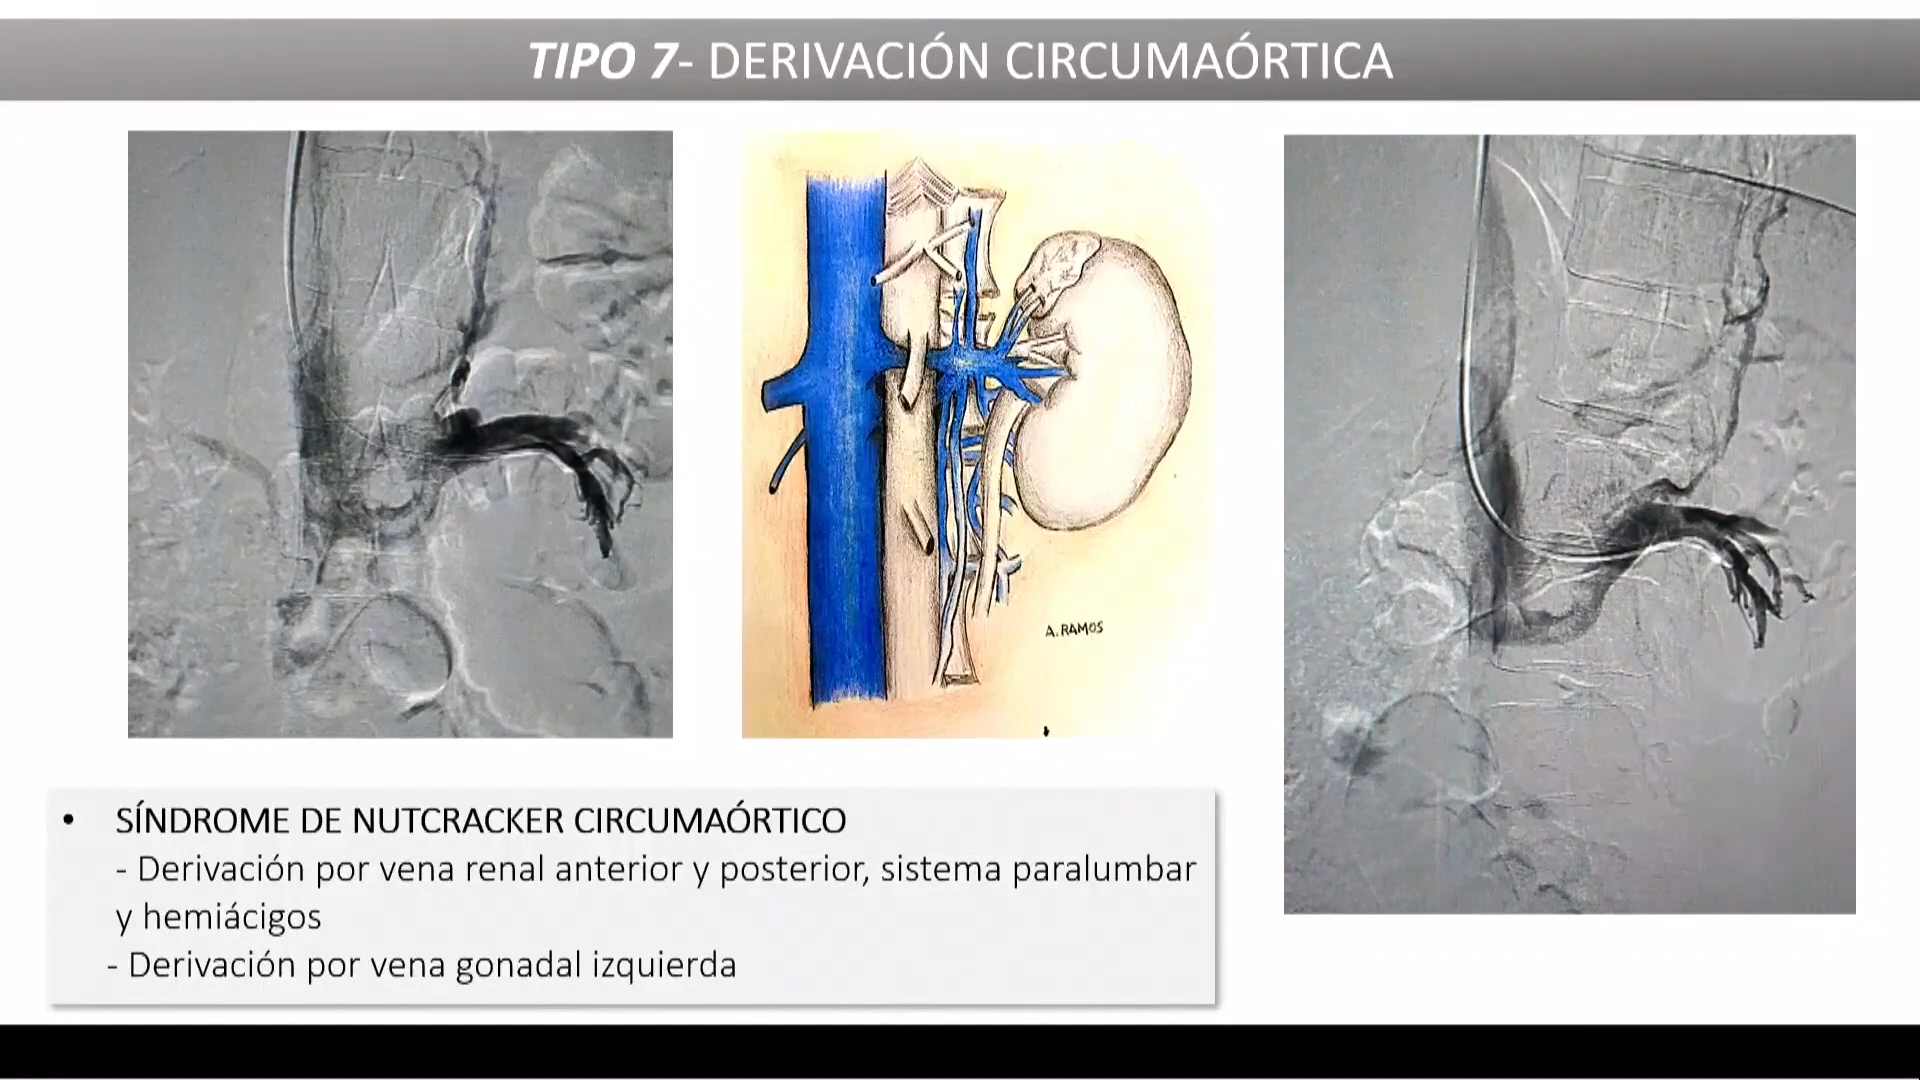 TIPO 7- DERIVACIÓN CIRCUMAÓRTICA
A.RAMOS
• SÍNDROME DE NUTCRACKER CIRCUMAÓRTICO
- Derivación por vena renal anterior y posterior, sistema paralumbar
y hemiácigos
- Derivación por vena gonadal izquierda